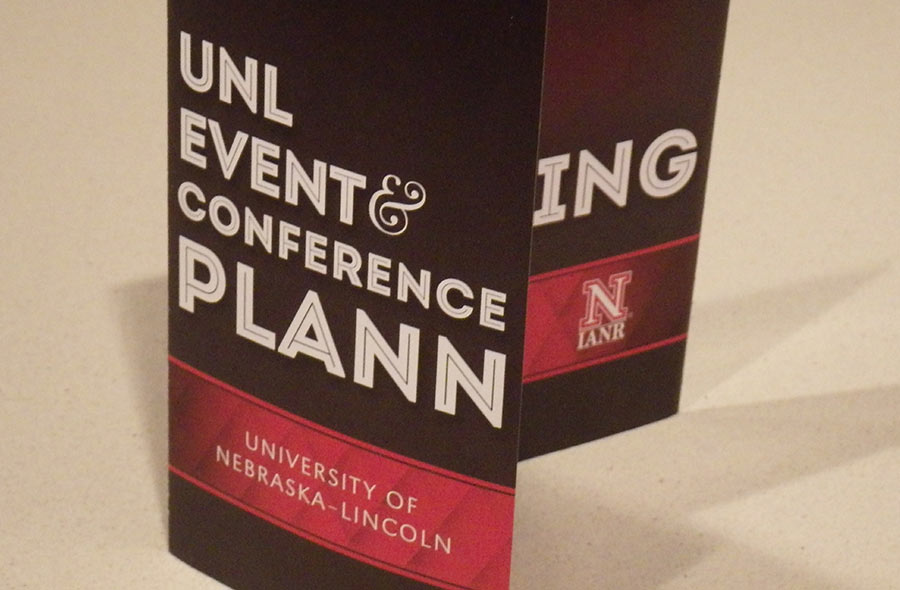 UNL
EVENT &
CONFERENCE
PLANN
ING
UNIVERSITY OF
NEBRASKA–LINCOLN
N
IANR